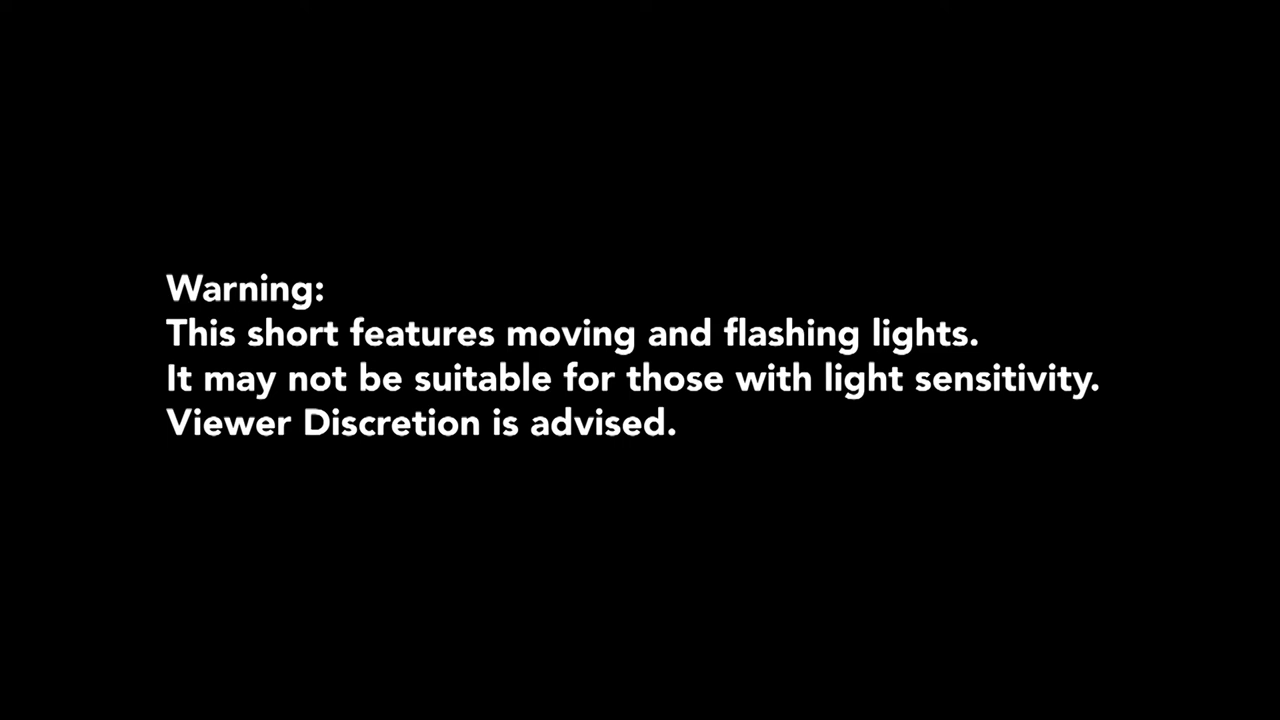 Warning:
This short features moving and flashing lights.
It may not be suitable for those with light sensitivity.
Viewer Discretion is advised.